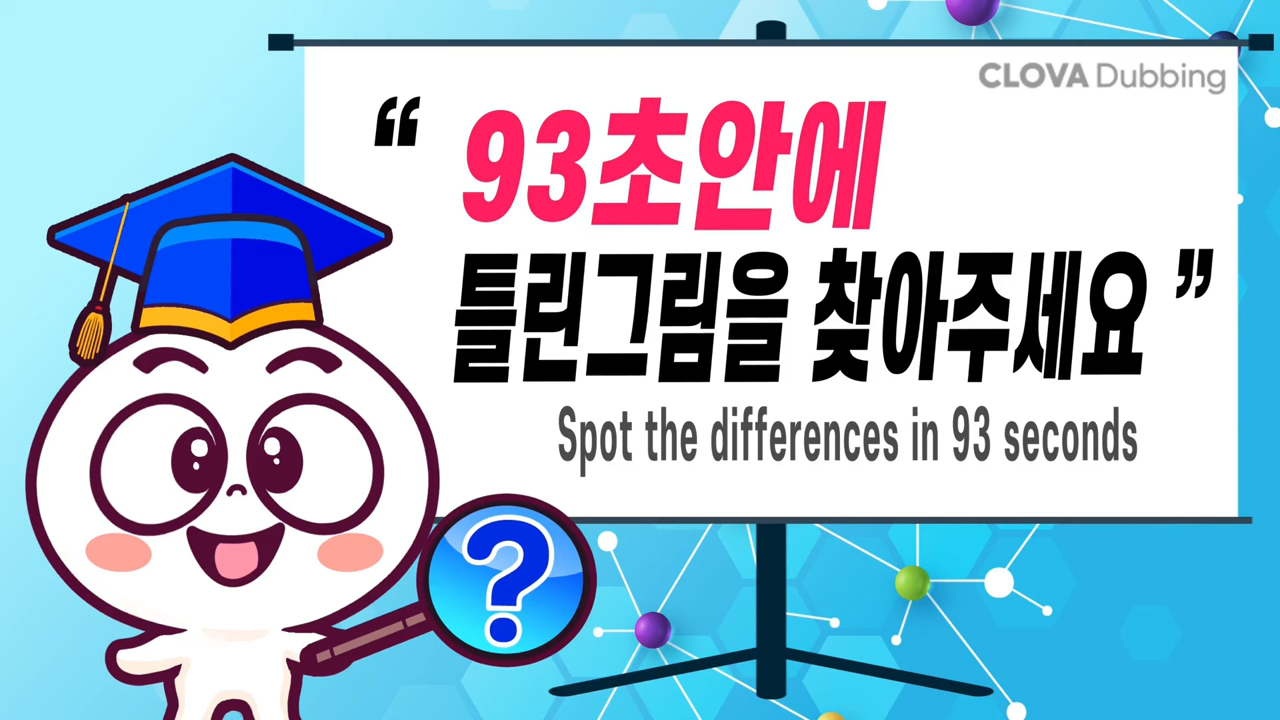 CLOVA Dubbing
“ 93초안에
틀린그림을 찾아주세요 ”
Spot the differences in 93 seconds
?